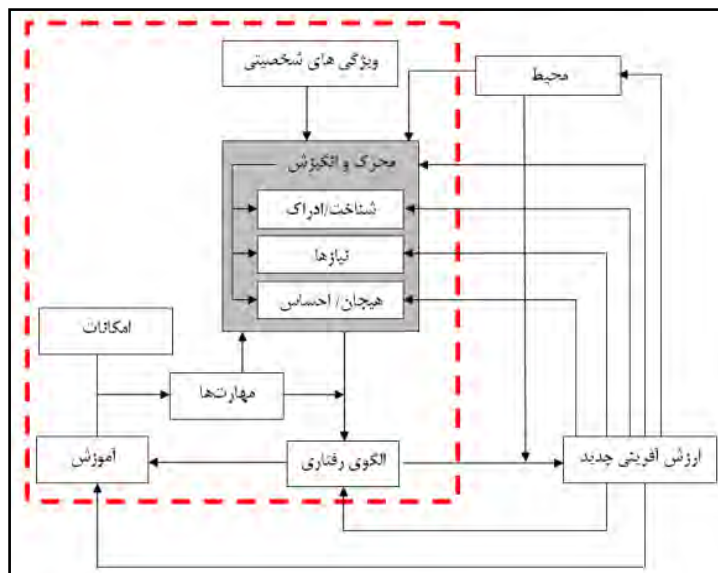 ویژگی های شخصیتی
محیط
محرک و انگیزش
شناخت/ادراک
نیازها
هیجان/ احساس
امکانات
مهارت‌ها
آموزش
الگوی رفتاری
ارزش آفرینی جدید